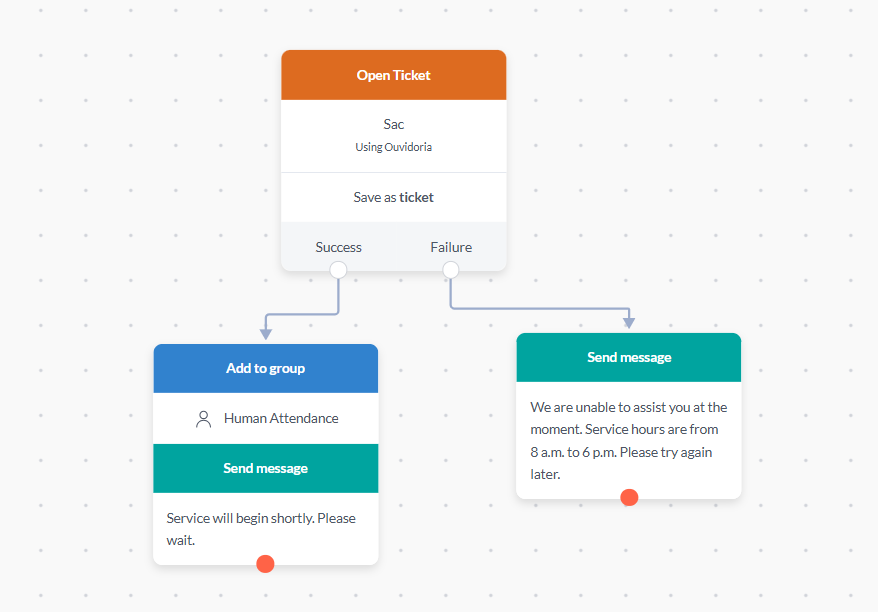 Open Ticket
Sac
Using Ouvidoria
Save as ticket
Success
Failure
Add to group
Human Attendance
Send message
Service will begin shortly. Please
wait.
Send message
We are unable to assist you at the
moment. Service hours are from
8 a.m. to 6 p.m. Please try again
later.